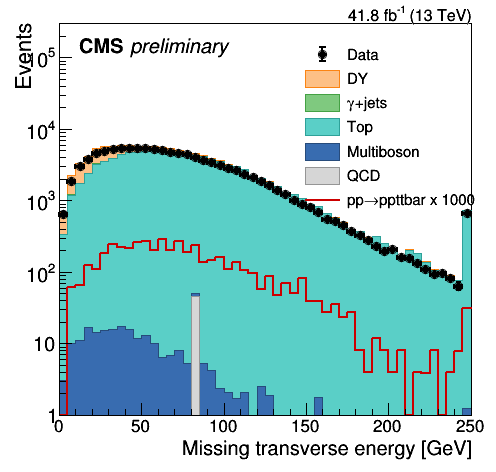 41.8 fb⁻¹ (13 TeV)
CMS preliminary
Events
Data
DY
γ+jets
Top
Multiboson
QCD
pp→ppttbar x 1000
10⁵
10⁴
10³
10²
10
1
0 50 100 150 200 250
Missing transverse energy [GeV]